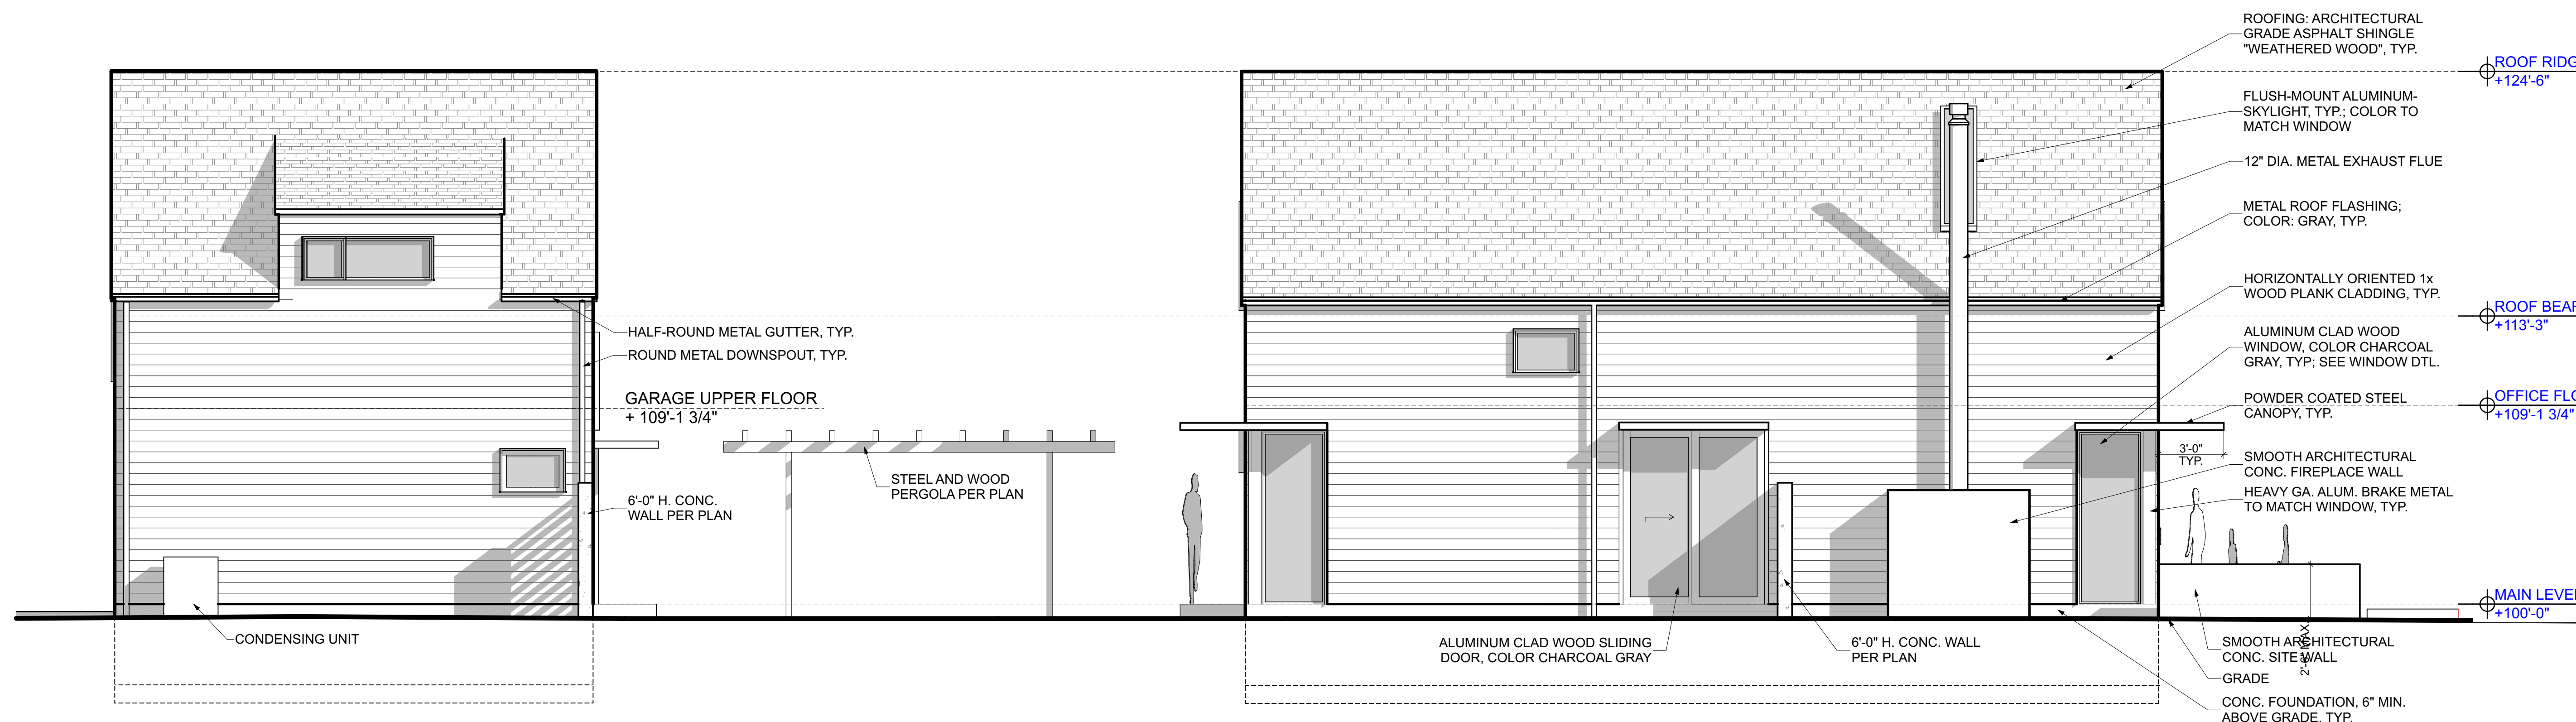 ROOFING: ARCHITECTURAL
GRADE ASPHALT SHINGLE
"WEATHERED WOOD", TYP.
ROOF RIDG
+124'-6"
FLUSH-MOUNT ALUMINUM-
SKYLIGHT, TYP.; COLOR TO
MATCH WINDOW
12" DIA. METAL EXHAUST FLUE
METAL ROOF FLASHING;
COLOR: GRAY, TYP.
HORIZONTALLY ORIENTED 1x
WOOD PLANK CLADDING, TYP.
ROOF BEAR
+113'-3"
HALF-ROUND METAL GUTTER, TYP.
ROUND METAL DOWNSPOUT, TYP.
ALUMINUM CLAD WOOD
WINDOW, COLOR CHARCOAL
GRAY, TYP; SEE WINDOW DTL.
GARAGE UPPER FLOOR
+ 109'-1 3/4"
POWDER COATED STEEL
CANOPY, TYP.
OFFICE FLO
+109'-1 3/4"
3'-0"
TYP.
SMOOTH ARCHITECTURAL
CONC. FIREPLACE WALL
STEEL AND WOOD
PERGOLA PER PLAN
6'-0" H. CONC.
WALL PER PLAN
HEAVY GA. ALUM. BRAKE METAL
TO MATCH WINDOW, TYP.
MAIN LEVEL
+100'-0"
CONDENSING UNIT
ALUMINUM CLAD WOOD SLIDING
DOOR, COLOR CHARCOAL GRAY
6'-0" H. CONC. WALL
PER PLAN
SMOOTH ARCHITECTURAL
CONC. SITE WALL
2'-6" MAX.
GRADE
CONC. FOUNDATION, 6" MIN.
ABOVE GRADE, TYP.